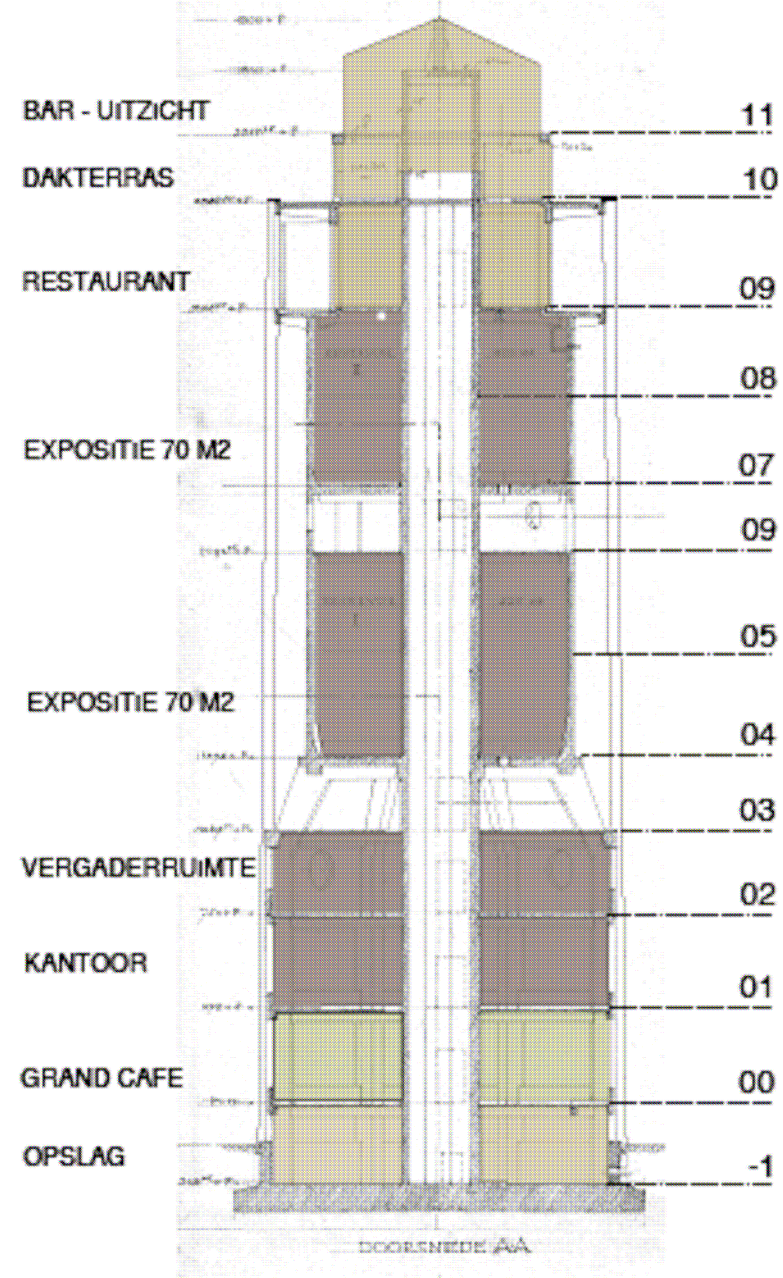 BAR - UITZICHT
11
DAKTERRAS
10
RESTAURANT
09
08
EXPOSITIE 70 M2
07
09
05
EXPOSITIE 70 M2
04
03
VERGADERRUIMTE
02
KANTOOR
01
GRAND CAFE
00
OPSLAG
-1
DOORSNEDE AA